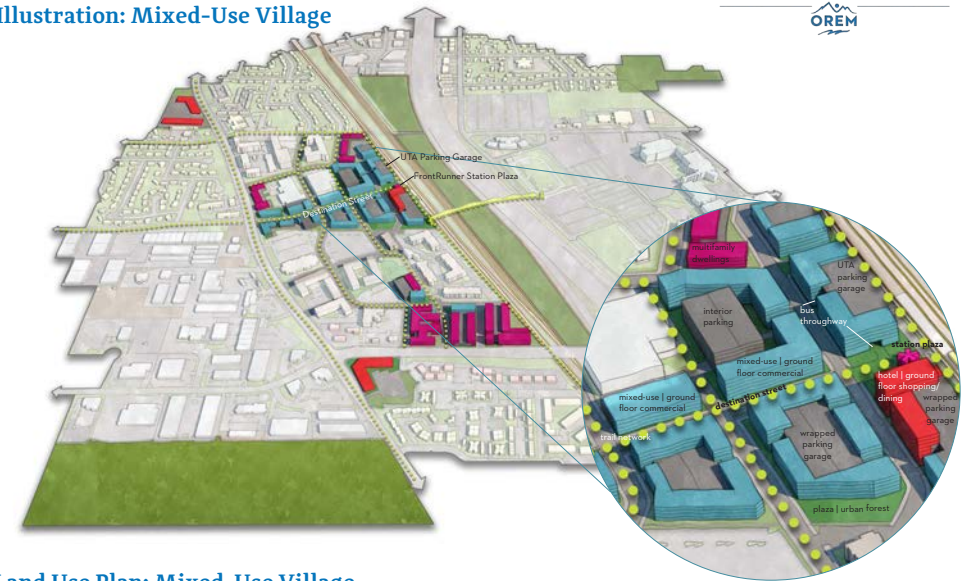 Illustration: Mixed-Use Village
OREM
UTA Parking Garage
FrontRunner Station Plaza
Destination Street
multifamily
dwellings
UTA
parking
garage
interior
parking
bus
throughway
station plaza
mixed-use | ground
floor commercial
hotel | ground
floor shopping/
dining
wrapped
parking
garage
mixed-use | ground
floor commercial
destination street
trail network
wrapped
parking
garage
plaza | urban forest
Land Use Plan: Mixed-Use Village